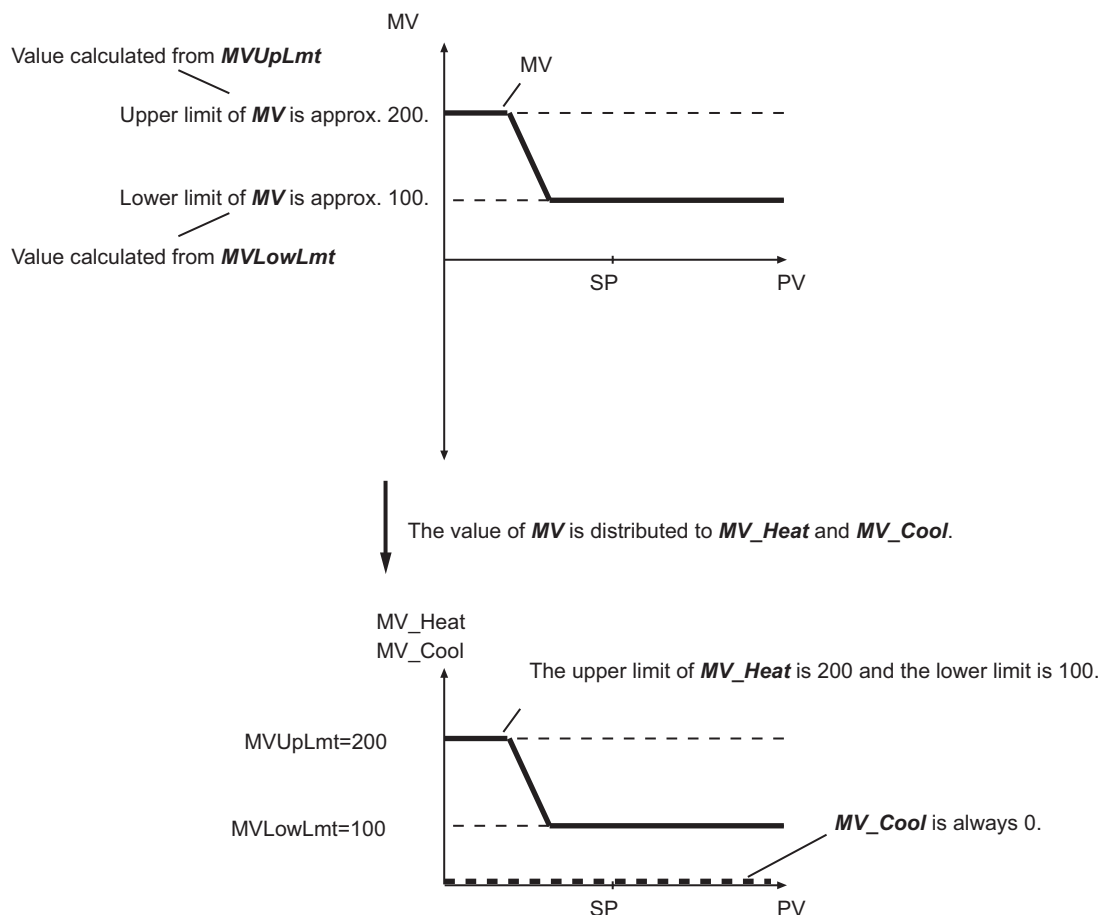 MV
Value calculated from MVUpLmt
MV
Upper limit of MV is approx. 200.
Lower limit of MV is approx. 100.
Value calculated from MVLowLmt
SP
PV
The value of MV is distributed to MV_Heat and MV_Cool.
MV_Heat
MV_Cool
The upper limit of MV_Heat is 200 and the lower limit is 100.
MVUpLmt=200
MVLowLmt=100
MV_Cool is always 0.
SP
PV